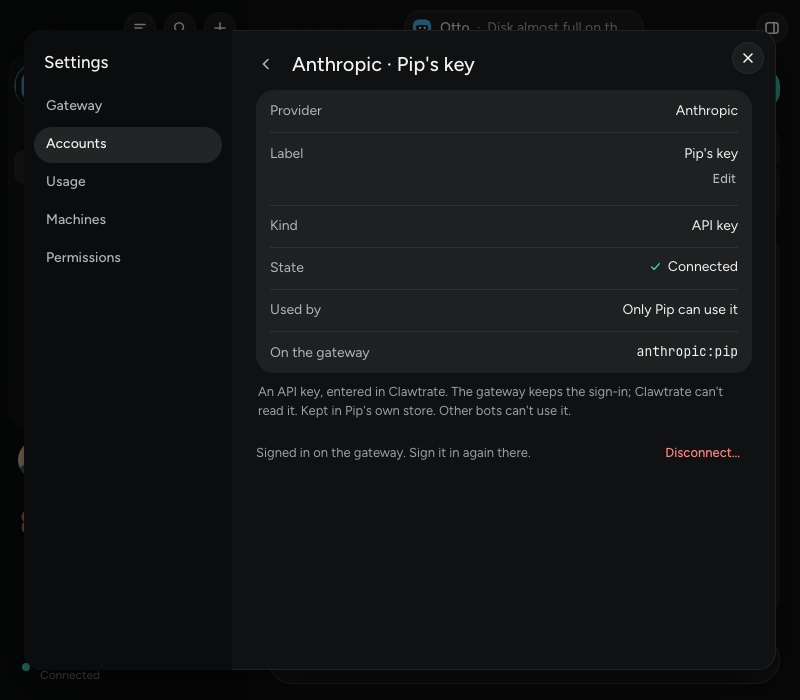 Otto · Disk almost full on th
Settings
Anthropic · Pip's key
Gateway
Accounts
Usage
Machines
Permissions
Provider Anthropic
Label Pip's key
Edit
Kind API key
State Connected
Used by Only Pip can use it
On the gateway anthropic:pip
An API key, entered in Clawtrate. The gateway keeps the sign-in; Clawtrate can't
read it. Kept in Pip's own store. Other bots can't use it.
Signed in on the gateway. Sign it in again there. Disconnect...
Connected